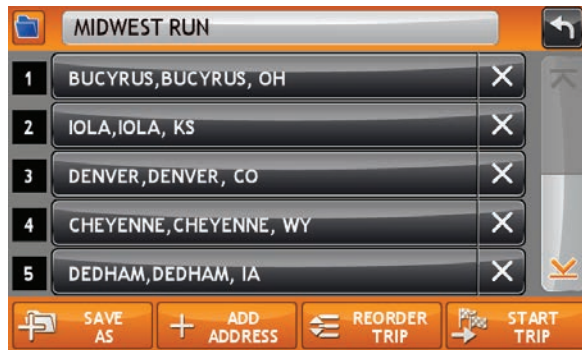 MIDWEST RUN
1 BUCYRUS,BUCYRUS, OH
2 IOLA,IOLA, KS
3 DENVER,DENVER, CO
4 CHEYENNE,CHEYENNE, WY
5 DEDHAM,DEDHAM, IA
SAVE AS
ADD ADDRESS
REORDER TRIP
START TRIP